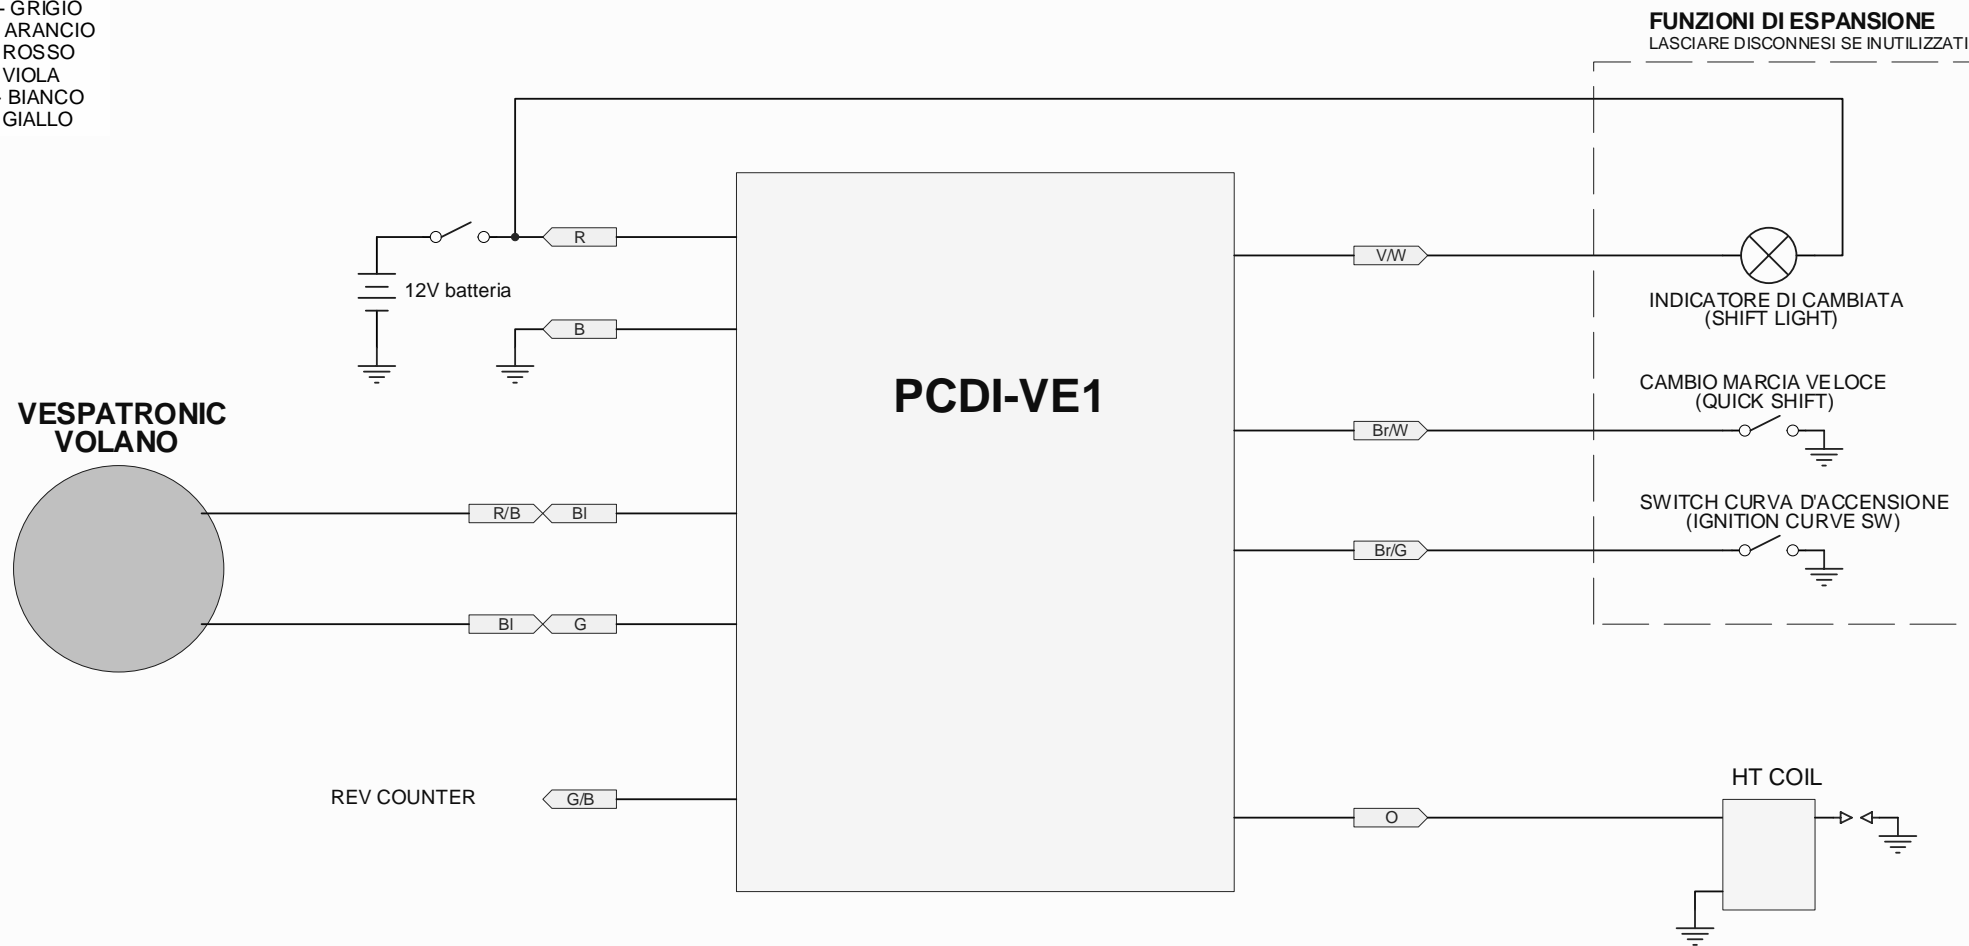 - GRIGIO
ARANCIO
ROSSO
VIOLA
- BIANCO
GIALLO
FUNZIONI DI ESPANSIONE
LASCIARE DISCONNESI SE INUTILIZZATI
R
12V batteria
B
V/W
INDICATORE DI CAMBIATA
(SHIFT LIGHT)
PCDI-VE1
CAMBIO MARCIA VELOCE
(QUICK SHIFT)
Br/W
VESPATRONIC
VOLANO
SWITCH CURVA D'ACCENSIONE
(IGNITION CURVE SW)
R/B
Bl
Br/G
Bl
G
REV COUNTER
G/B
HT COIL
O